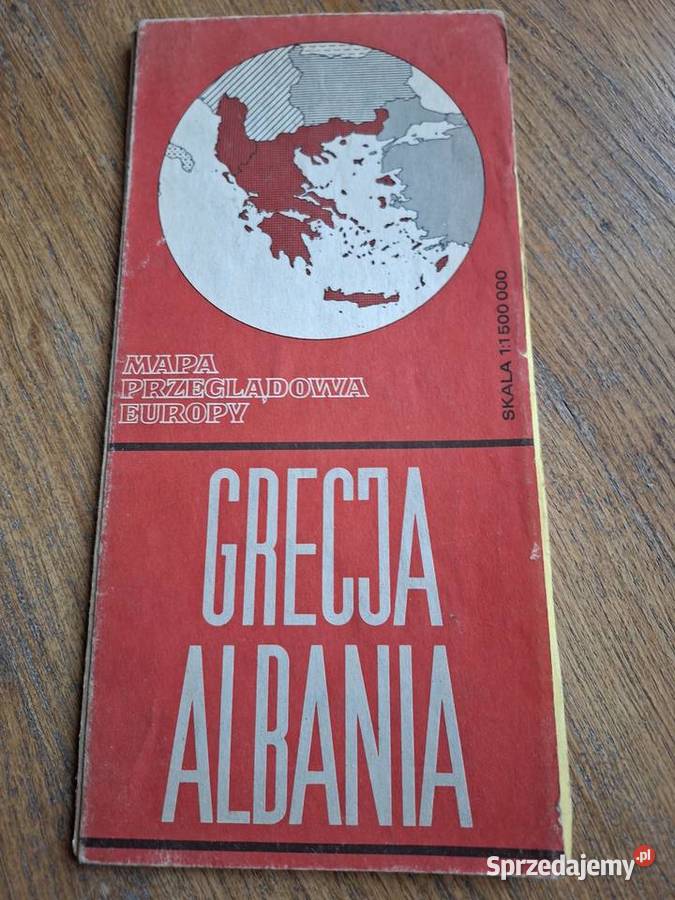 MAPA
PRZEGLĄDOWA
EUROPY
SKALA 1:1 500 000
GRECJA
ALBANIA
Sprzedajemy.pl